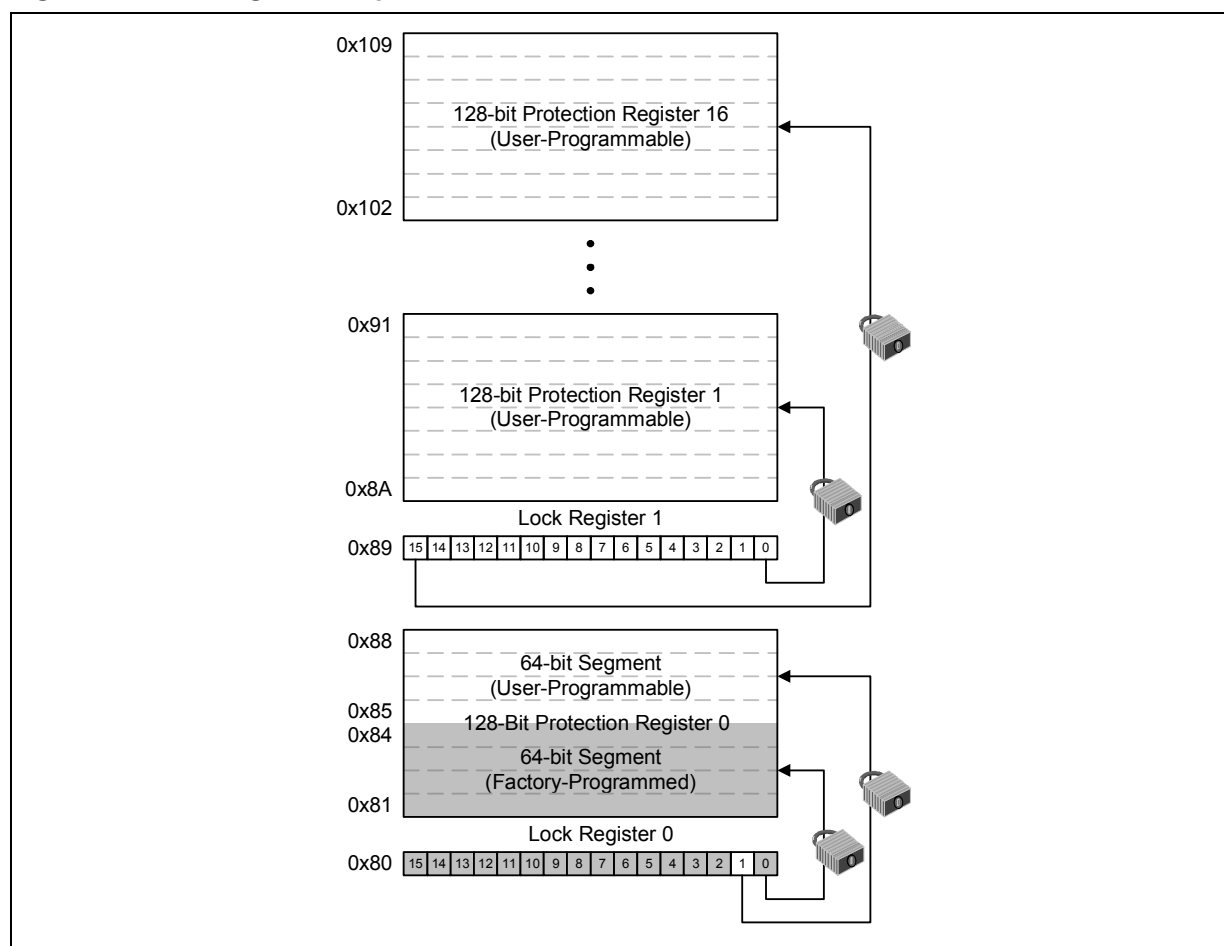 0x109
128-bit Protection Register 16
(User-Programmable)
0x102
0x91
128-bit Protection Register 1
(User-Programmable)
0x8A
Lock Register 1
0x89 15 14 13 12 11 10 9 8 7 6 5 4 3 2 1 0
0x88
64-bit Segment
(User-Programmable)
0x85
128-Bit Protection Register 0
0x84
64-bit Segment
(Factory-Programmed)
0x81
Lock Register 0
0x80 15 14 13 12 11 10 9 8 7 6 5 4 3 2 1 0